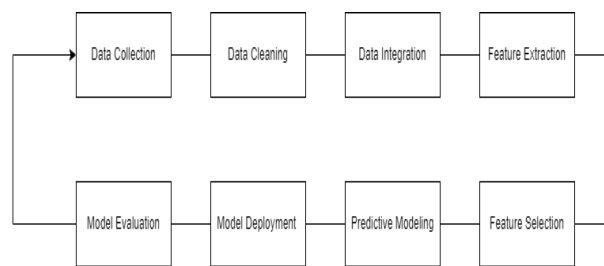 Data Collection
Data Cleaning
Data Integration
Feature Extraction
Model Evaluation
Model Deployment
Predictive Modeling
Feature Selection